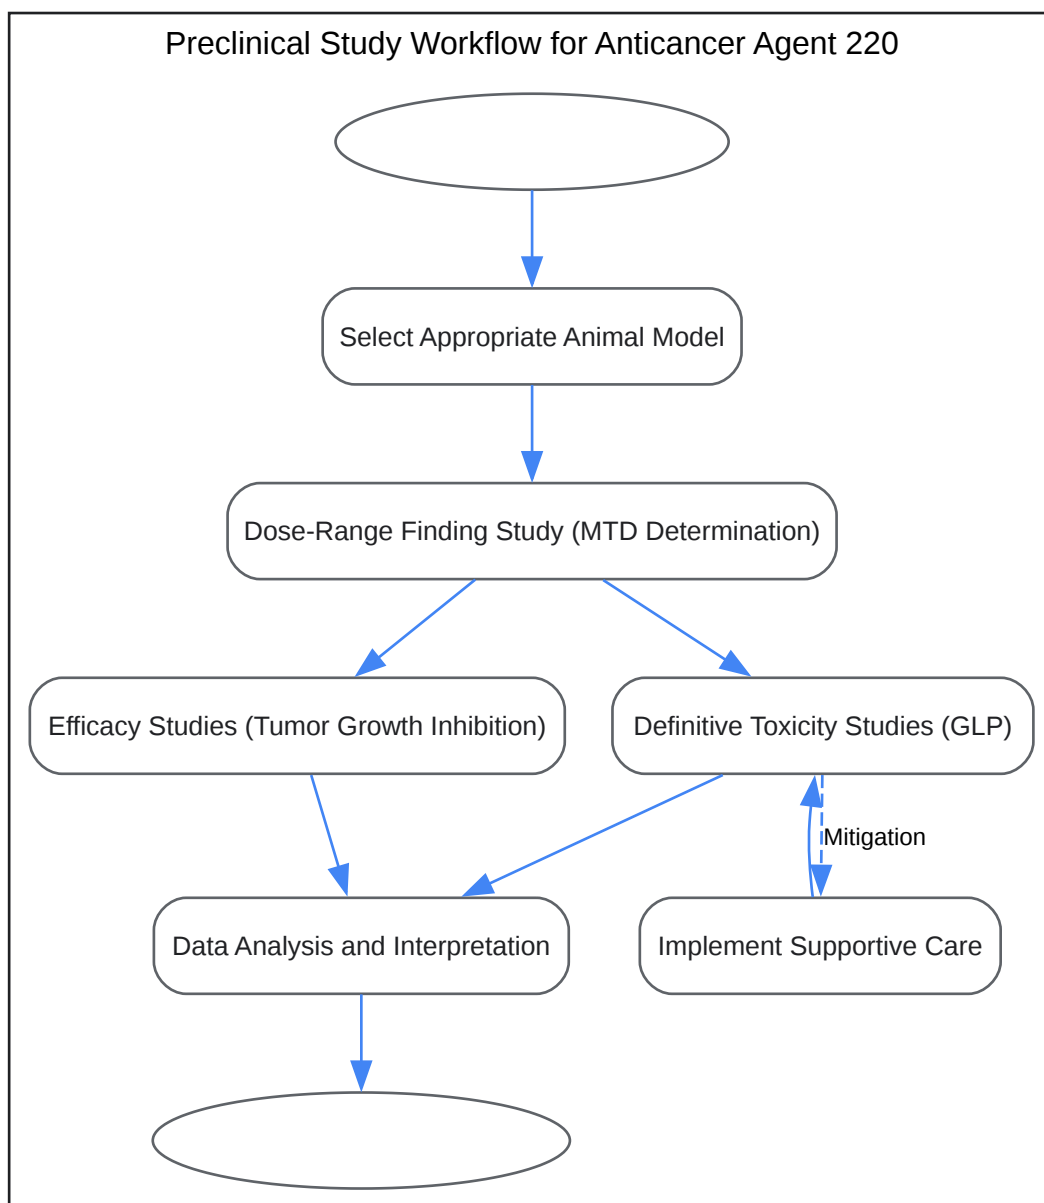 Preclinical Study Workflow for Anticancer Agent 220
Select Appropriate Animal Model
Dose-Range Finding Study (MTD Determination)
Efficacy Studies (Tumor Growth Inhibition)
Definitive Toxicity Studies (GLP)
Mitigation
Data Analysis and Interpretation
Implement Supportive Care